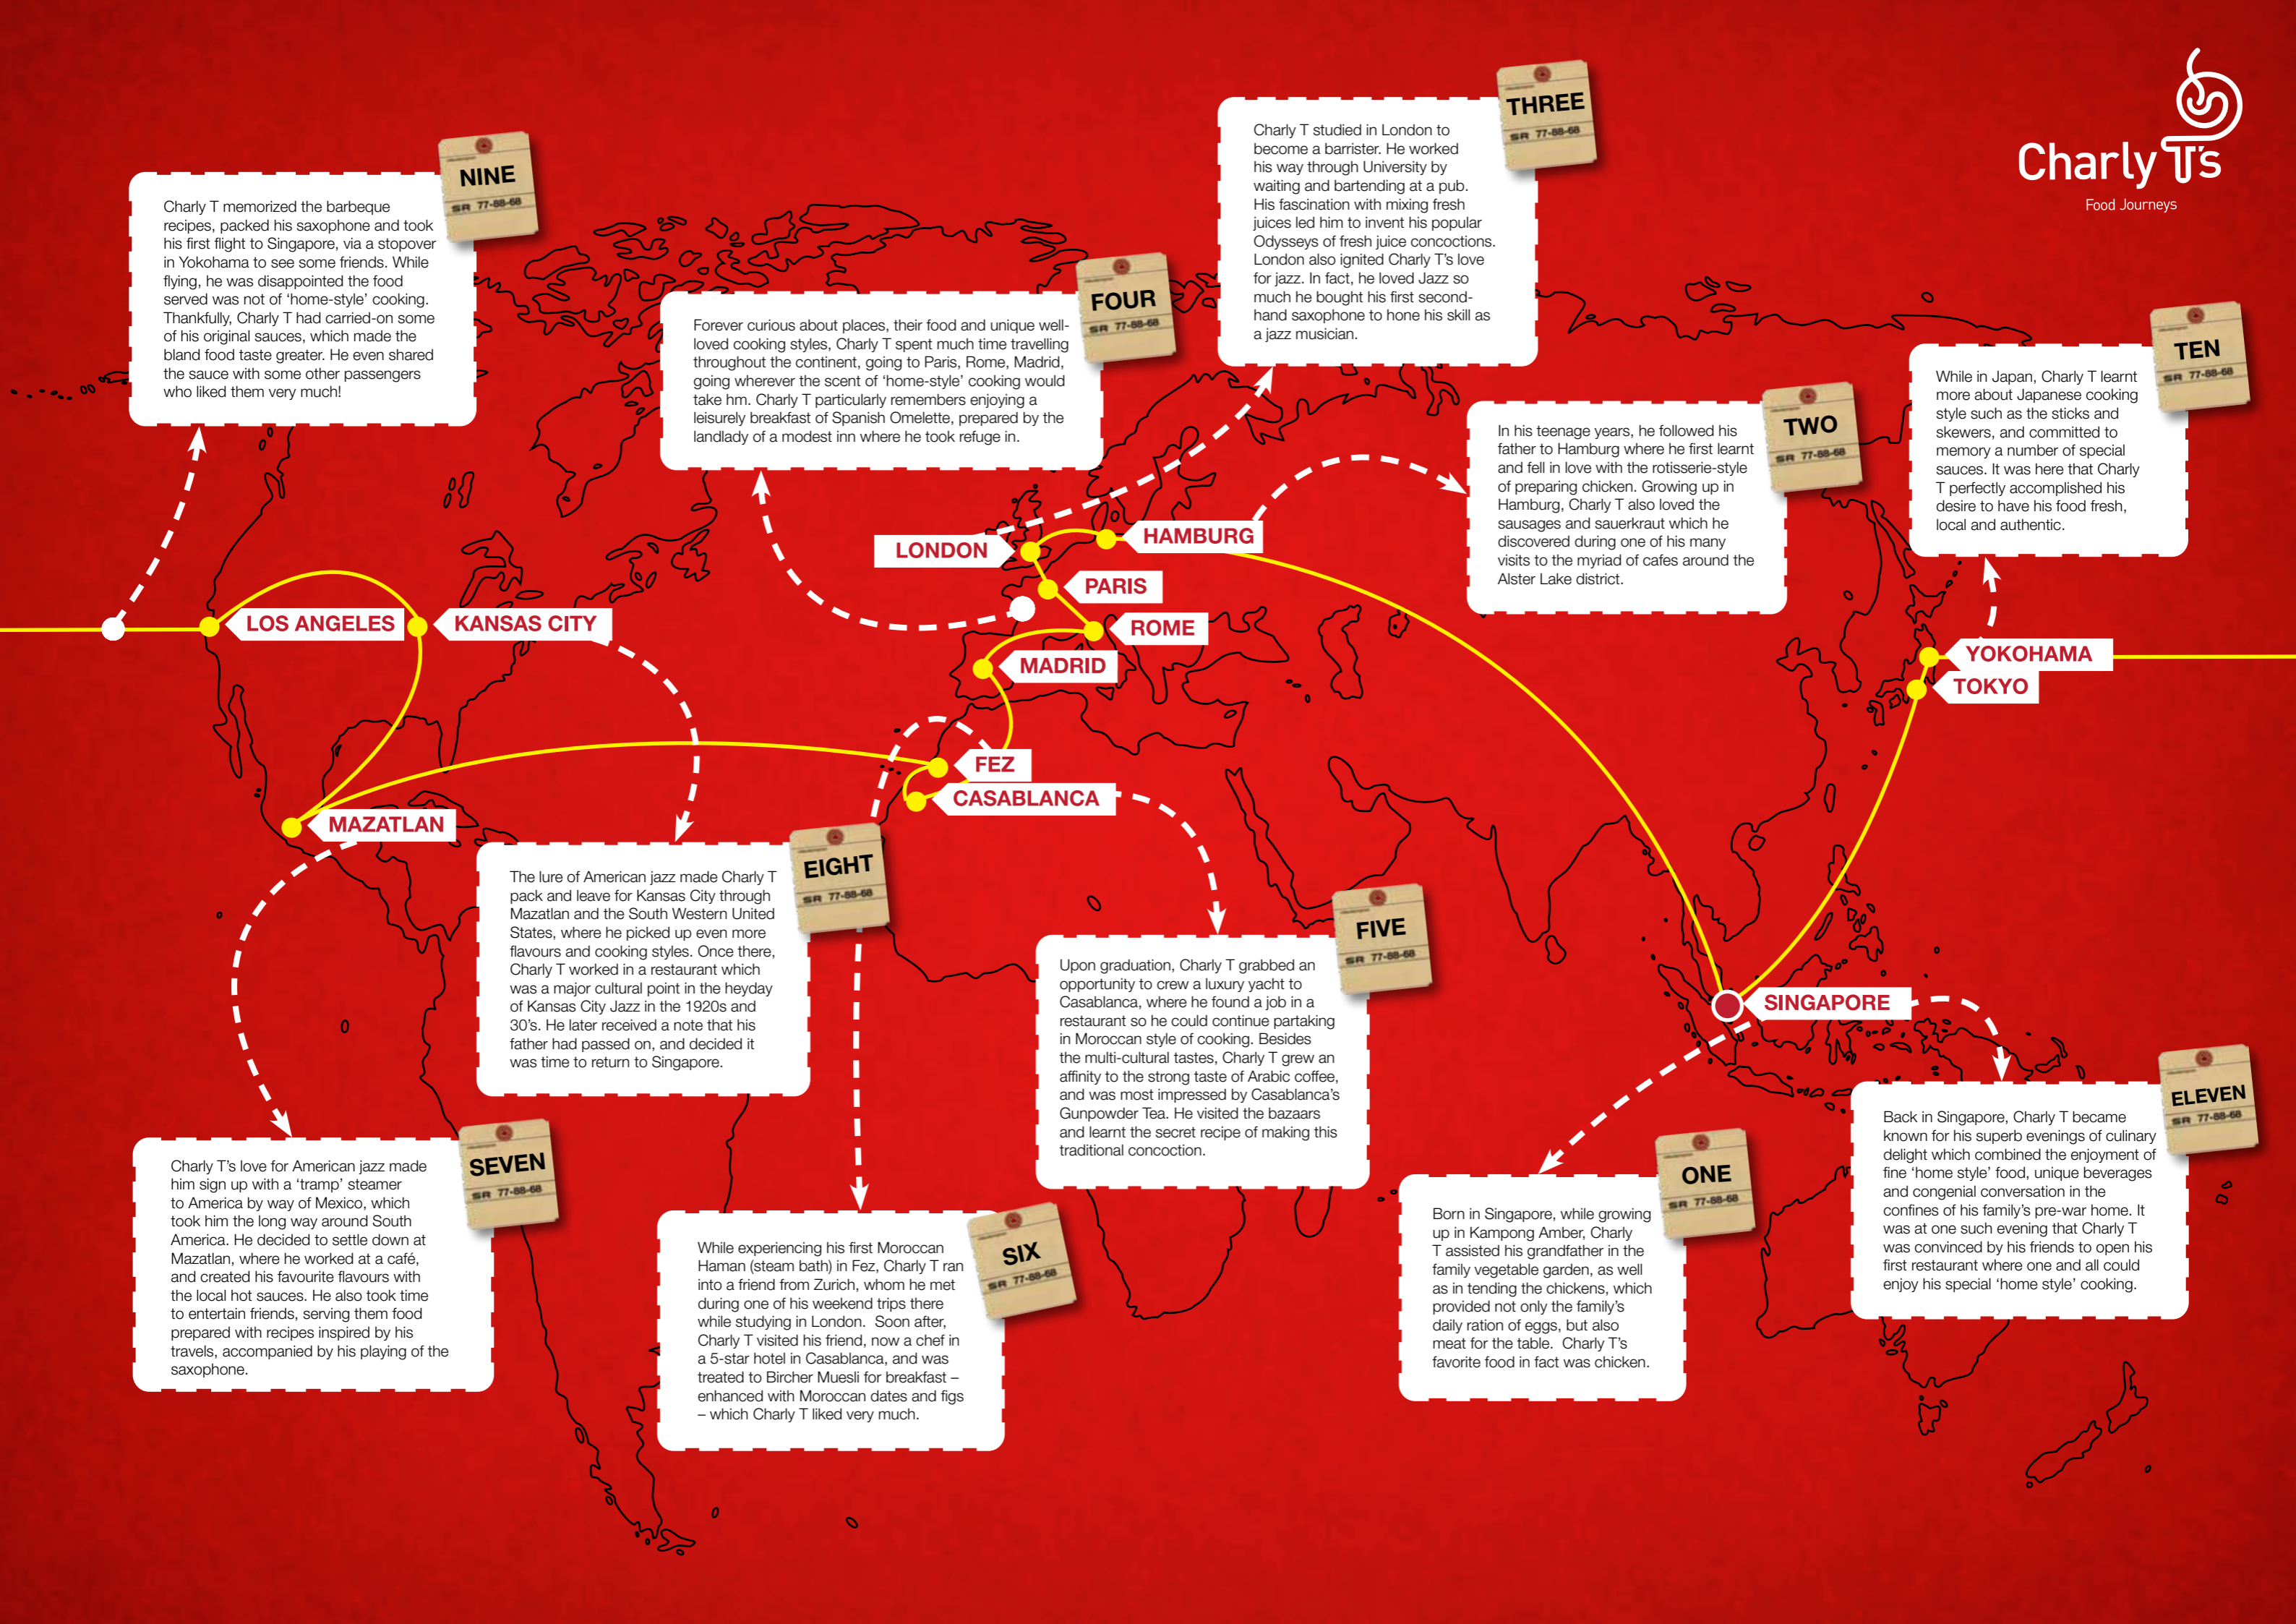 Charly T's
Food Journeys
NINE
SR 77-88-68
Charly T memorized the barbeque
recipes, packed his saxophone and took
his first flight to Singapore, via a stopover
in Yokohama to see some friends. While
flying, he was disappointed the food
served was not of ‘home-style’ cooking.
Thankfully, Charly T had carried-on some
of his original sauces, which made the
bland food taste greater. He even shared
the sauce with some other passengers
who liked them very much!
FOUR
SR 77-88-68
Forever curious about places, their food and unique well-
loved cooking styles, Charly T spent much time travelling
throughout the continent, going to Paris, Rome, Madrid,
going wherever the scent of ‘home-style’ cooking would
take hm. Charly T particularly remembers enjoying a
leisurely breakfast of Spanish Omelette, prepared by the
landlady of a modest inn where he took refuge in.
THREE
SR 77-88-68
Charly T studied in London to
become a barrister. He worked
his way through University by
waiting and bartending at a pub.
His fascination with mixing fresh
juices led him to invent his popular
Odysseys of fresh juice concoctions.
London also ignited Charly T’s love
for jazz. In fact, he loved Jazz so
much he bought his first second-
hand saxophone to hone his skill as
a jazz musician.
TWO
SR 77-88-68
In his teenage years, he followed his
father to Hamburg where he first learnt
and fell in love with the rotisserie-style
of preparing chicken. Growing up in
Hamburg, Charly T also loved the
sausages and sauerkraut which he
discovered during one of his many
visits to the myriad of cafes around the
Alster Lake district.
TEN
SR 77-88-68
While in Japan, Charly T learnt
more about Japanese cooking
style such as the sticks and
skewers, and committed to
memory a number of special
sauces. It was here that Charly
T perfectly accomplished his
desire to have his food fresh,
local and authentic.
LOS ANGELES
KANSAS CITY
LONDON
HAMBURG
PARIS
ROME
MADRID
YOKOHAMA
TOKYO
FEZ
CASABLANCA
MAZATLAN
SINGAPORE
EIGHT
SR 77-88-68
The lure of American jazz made Charly T
pack and leave for Kansas City through
Mazatlan and the South Western United
States, where he picked up even more
flavours and cooking styles. Once there,
Charly T worked in a restaurant which
was a major cultural point in the heyday
of Kansas City Jazz in the 1920s and
30’s. He later received a note that his
father had passed on, and decided it
was time to return to Singapore.
FIVE
SR 77-88-68
Upon graduation, Charly T grabbed an
opportunity to crew a luxury yacht to
Casablanca, where he found a job in a
restaurant so he could continue partaking
in Moroccan style of cooking. Besides
the multi-cultural tastes, Charly T grew an
affinity to the strong taste of Arabic coffee,
and was most impressed by Casablanca’s
Gunpowder Tea. He visited the bazaars
and learnt the secret recipe of making this
traditional concoction.
SEVEN
SR 77-88-68
Charly T’s love for American jazz made
him sign up with a ‘tramp’ steamer
to America by way of Mexico, which
took him the long way around South
America. He decided to settle down at
Mazatlan, where he worked at a café,
and created his favourite flavours with
the local hot sauces. He also took time
to entertain friends, serving them food
prepared with recipes inspired by his
travels, accompanied by his playing of the
saxophone.
SIX
SR 77-88-68
While experiencing his first Moroccan
Haman (steam bath) in Fez, Charly T ran
into a friend from Zurich, whom he met
during one of his weekend trips there
while studying in London. Soon after,
Charly T visited his friend, now a chef in
a 5-star hotel in Casablanca, and was
treated to Bircher Muesli for breakfast –
enhanced with Moroccan dates and figs
– which Charly T liked very much.
ONE
SR 77-88-68
Born in Singapore, while growing
up in Kampong Amber, Charly
T assisted his grandfather in the
family vegetable garden, as well
as in tending the chickens, which
provided not only the family’s
daily ration of eggs, but also
meat for the table. Charly T’s
favorite food in fact was chicken.
ELEVEN
SR 77-88-68
Back in Singapore, Charly T became
known for his superb evenings of culinary
delight which combined the enjoyment of
fine ‘home style’ food, unique beverages
and congenial conversation in the
confines of his family’s pre-war home. It
was at one such evening that Charly T
was convinced by his friends to open his
first restaurant where one and all could
enjoy his special ‘home style’ cooking.